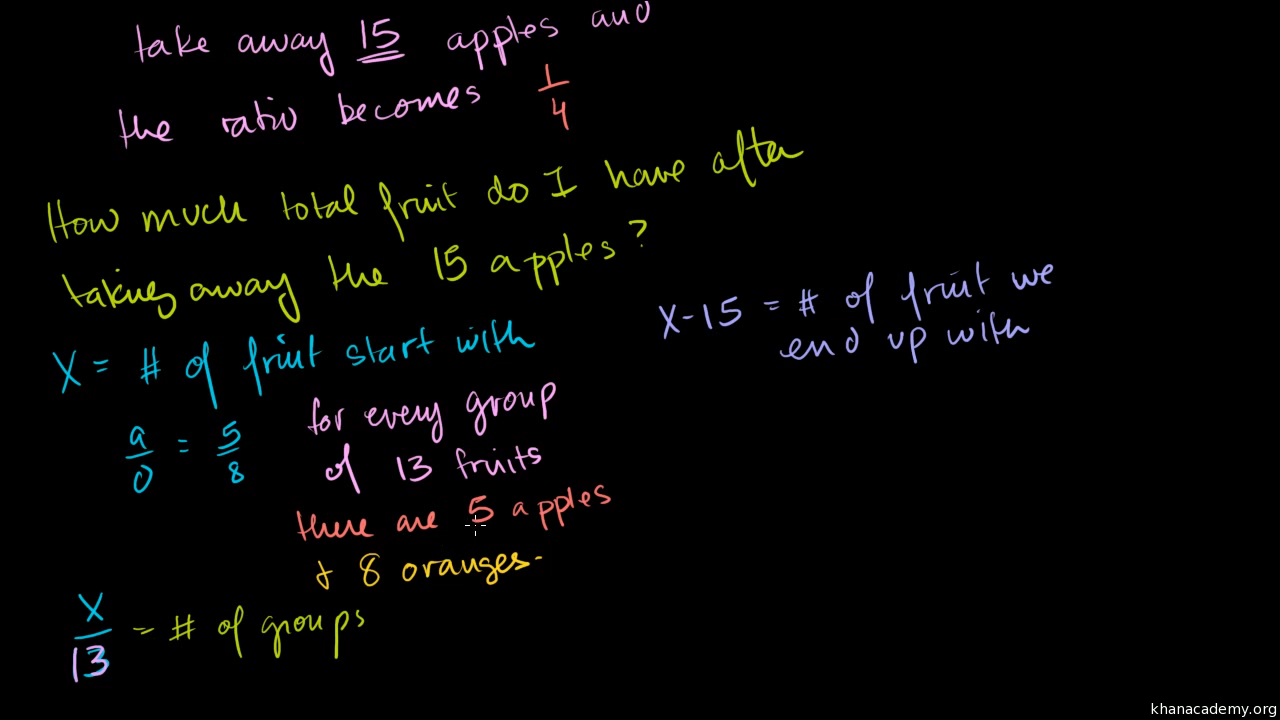 take away 15 apples and
the ratio becomes 1/4
How much total fruit do I have after
taking away the 15 apples?
X-15 = # of fruit we
end up with
X = # of fruit start with
a/o = 5/8
for every group
of 13 fruits
there are 5 apples
+ 8 oranges.
X/13 = # of groups
khanacademy.org